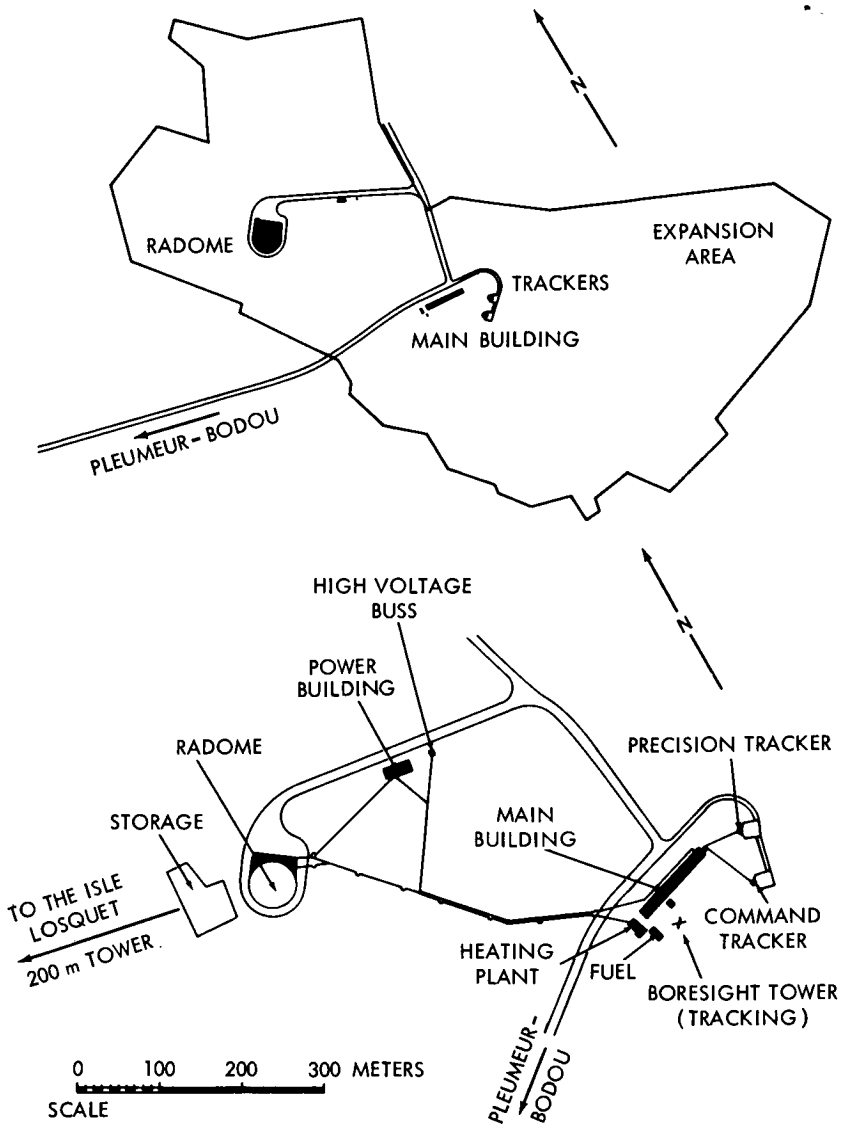 N
RADOME
EXPANSION
AREA
TRACKERS
MAIN BUILDING
PLEUMEUR-BODOU
N
HIGH VOLTAGE
BUSS
POWER
BUILDING
RADOME
PRECISION TRACKER
STORAGE
MAIN
BUILDING
TO THE ISLE
LOSQUET
200 m TOWER.
COMMAND
TRACKER
HEATING
PLANT
FUEL
BORESIGHT TOWER
(TRACKING)
PLEUMEUR-
BODOU
0 100 200 300 METERS
SCALE